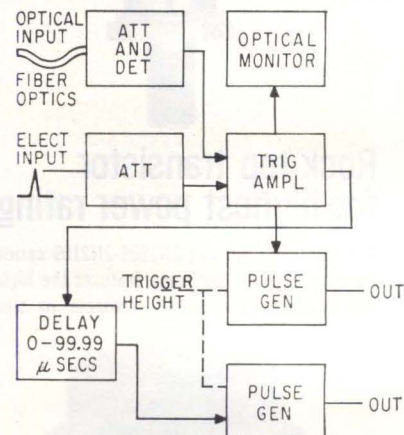 OPTICAL
INPUT
FIBER
OPTICS
ATT
AND
DET
OPTICAL
MONITOR
ELECT
INPUT
ATT
TRIG
AMPL
TRIGGER
HEIGHT
PULSE
GEN
OUT
DELAY
0-99.99
μ SECS
PULSE
GEN
OUT